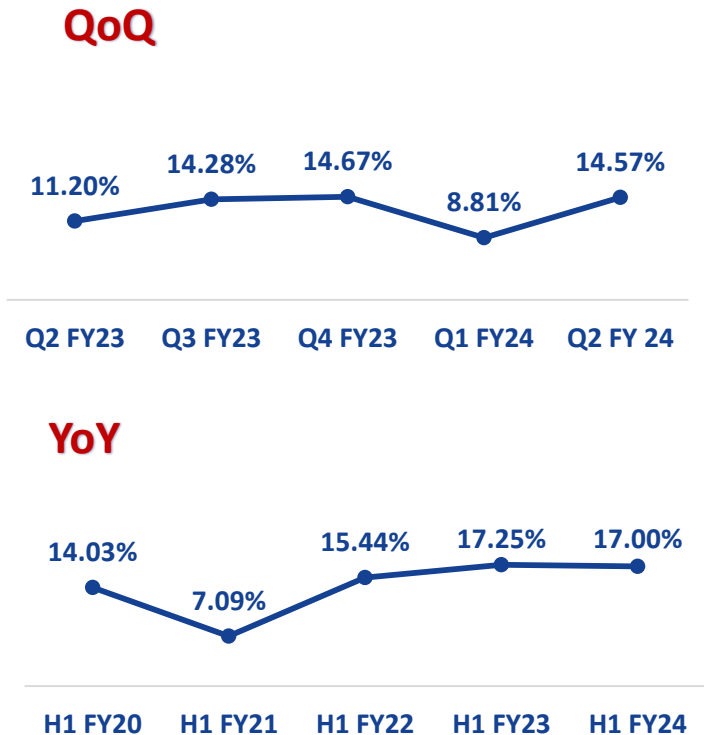 QoQ
11.20%
14.28%
14.67%
8.81%
14.57%
Q2 FY23
Q3 FY23
Q4 FY23
Q1 FY24
Q2 FY 24
YoY
14.03%
7.09%
15.44%
17.25%
17.00%
H1 FY20
H1 FY21
H1 FY22
H1 FY23
H1 FY24